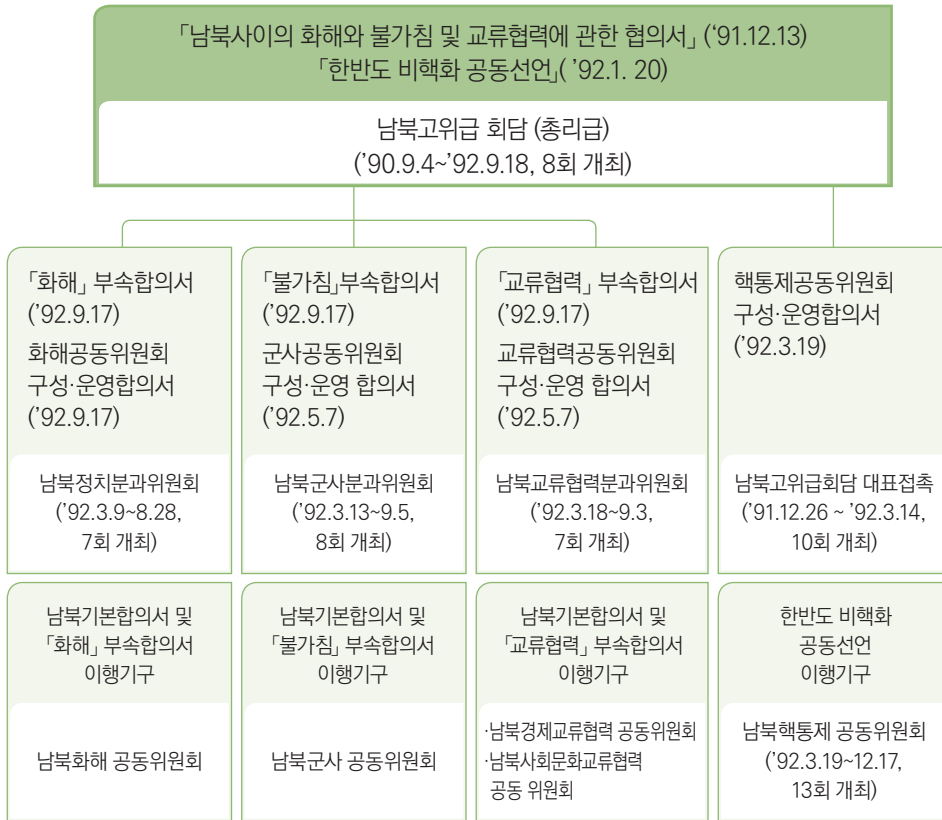 「남북사이의 화해와 불가침 및 교류협력에 관한 협의서」 (‘91.12.13)
「한반도 비핵화 공동선언」( ’92.1. 20)
남북고위급 회담 (총리급)
(’90.9.4~’92.9.18, 8회 개최)
「화해」 부속합의서
(’92.9.17)
화해공동위원회
구성·운영합의서
(’92.9.17)
남북정치분과위원회
(’92.3.9~8.28,
7회 개최)
「불가침」부속합의서
(’92.9.17)
군사공동위원회
구성·운영 합의서
(’92.5.7)
남북군사분과위원회
(’92.3.13~9.5,
8회 개최)
「교류협력」 부속합의서
(’92.9.17)
교류협력공동위원회
구성·운영 합의서
(’92.5.7)
남북교류협력분과위원회
(’92.3.18~9.3,
7회 개최)
핵통제공동위원회
구성·운영합의서
(’92.3.19)
남북고위급회담 대표접촉
(’91.12.26 ~ ’92.3.14,
10회 개최)
남북기본합의서 및
「화해」 부속합의서
이행기구
남북화해 공동위원회
남북기본합의서 및
「불가침」 부속합의서
이행기구
남북군사 공동위원회
남북기본합의서 및
「교류협력」 부속합의서
이행기구
·남북경제교류협력 공동위원회
·남북사회문화교류협력
공동 위원회
한반도 비핵화
공동선언
이행기구
남북핵통제 공동위원회
(’92.3.19~12.17,
13회 개최)